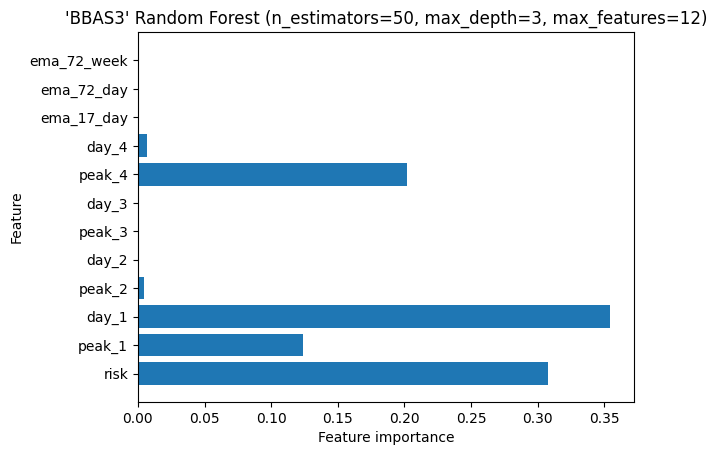 'BBAS3' Random Forest (n_estimators=50, max_depth=3, max_features=12)
ema_72_week
ema_72_day
ema_17_day
day_4
peak_4
day_3
peak_3
day_2
peak_2
day_1
peak_1
risk
Feature
0.00 0.05 0.10 0.15 0.20 0.25 0.30 0.35
Feature importance